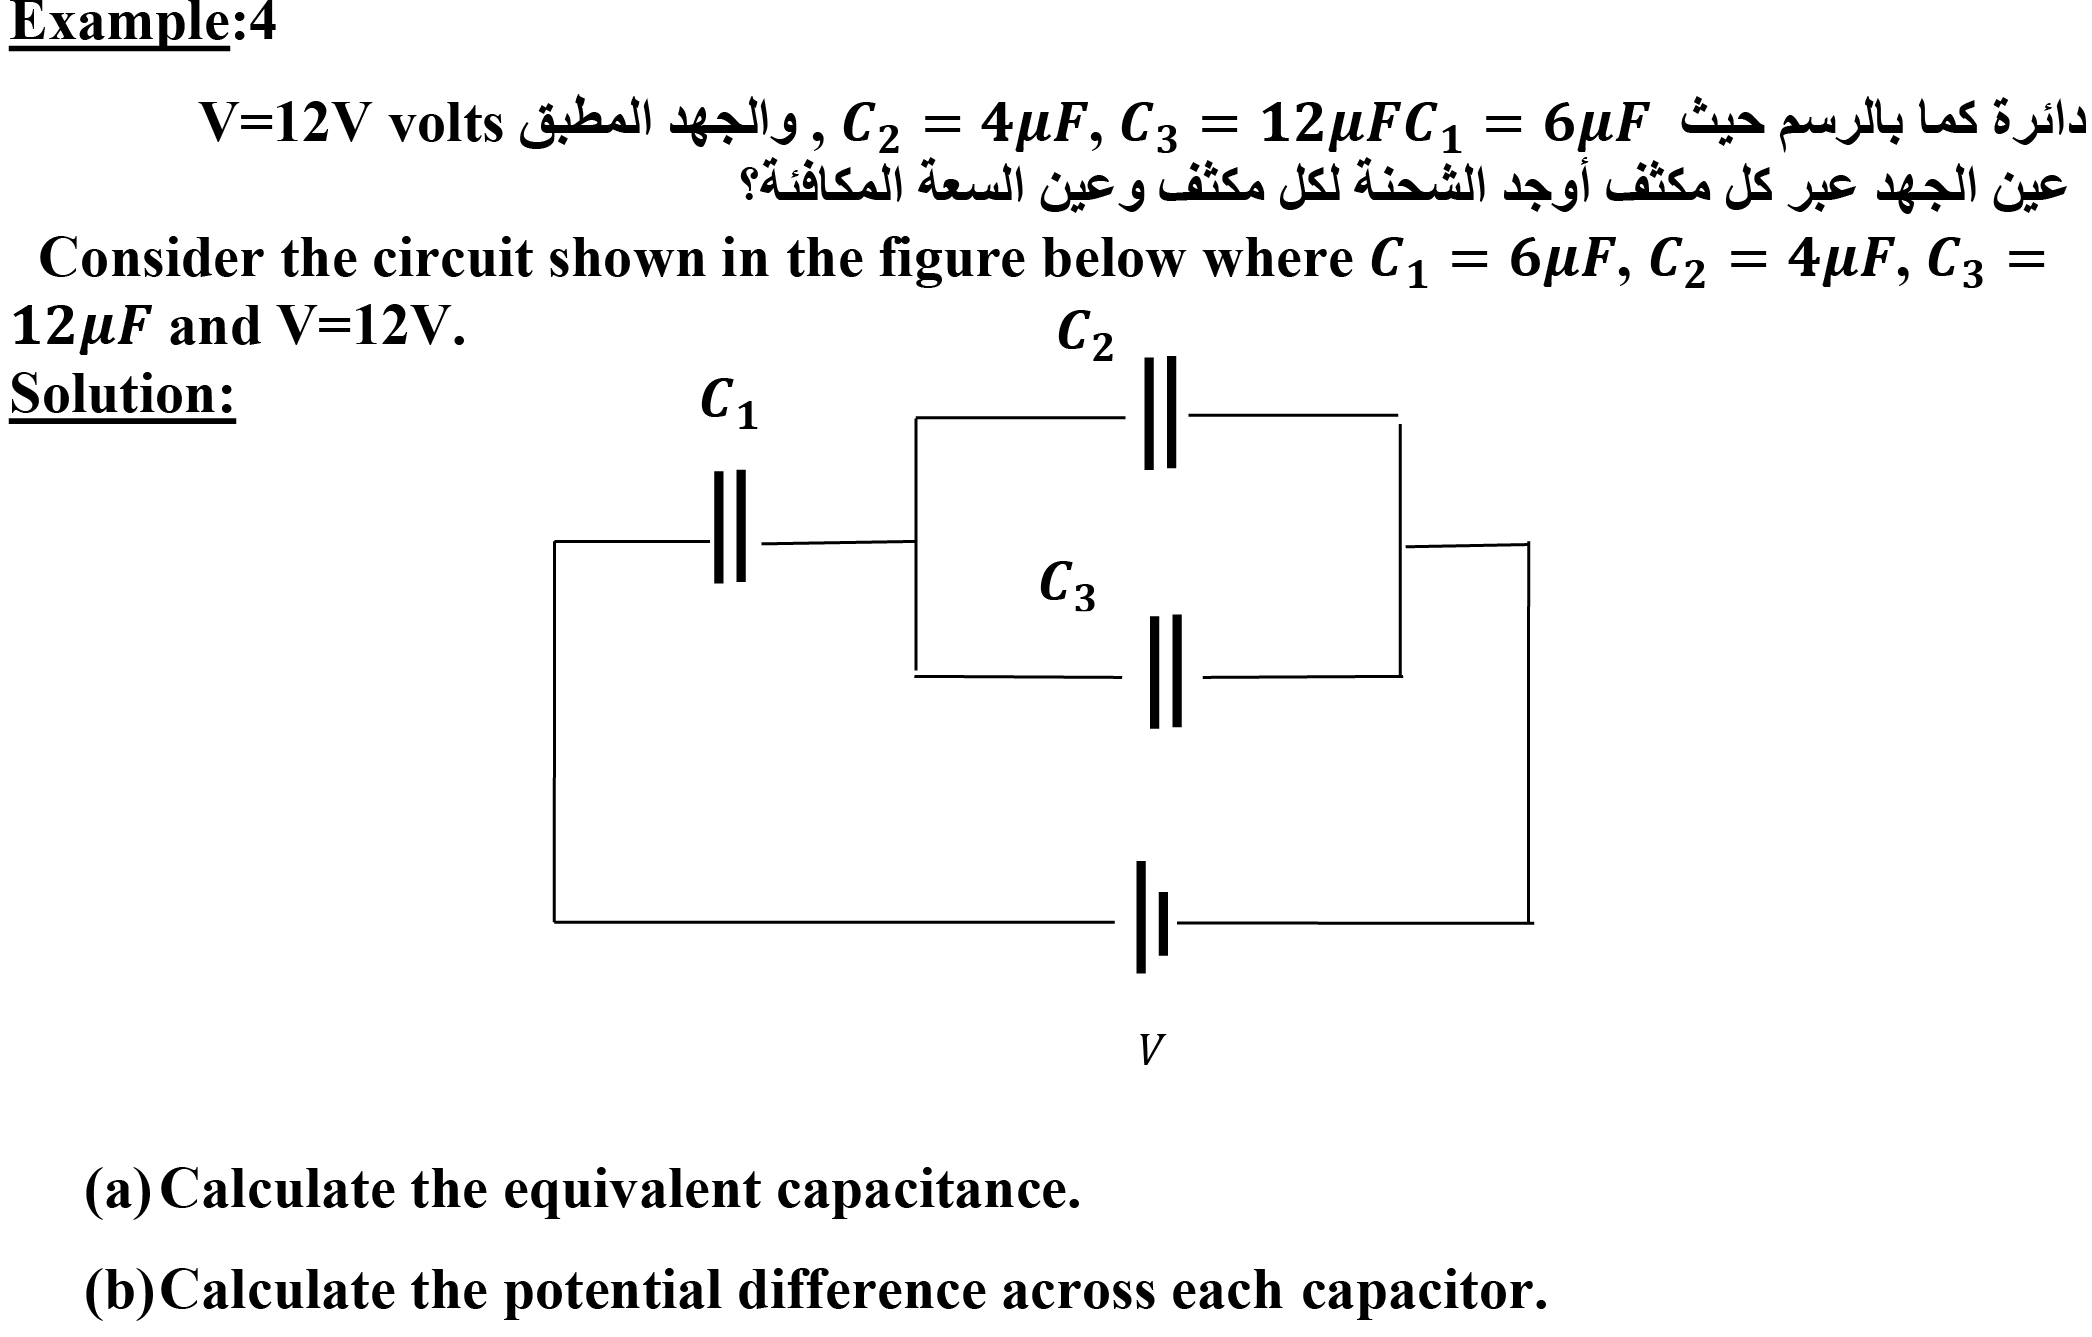 Example:4
دائرة كما بالرسم حيث C₂ = 4μF, C₃ = 12μFC₁ = 6μF , والجهد المطبق V=12V volts
عين الجهد عبر كل مكثف أوجد الشحنة لكل مكثف وعين السعة المكافئة؟
Consider the circuit shown in the figure below where C₁ = 6μF, C₂ = 4μF, C₃ =
12μF and V=12V.
Solution:
C₂
C₁
C₃
V
(a) Calculate the equivalent capacitance.
(b) Calculate the potential difference across each capacitor.